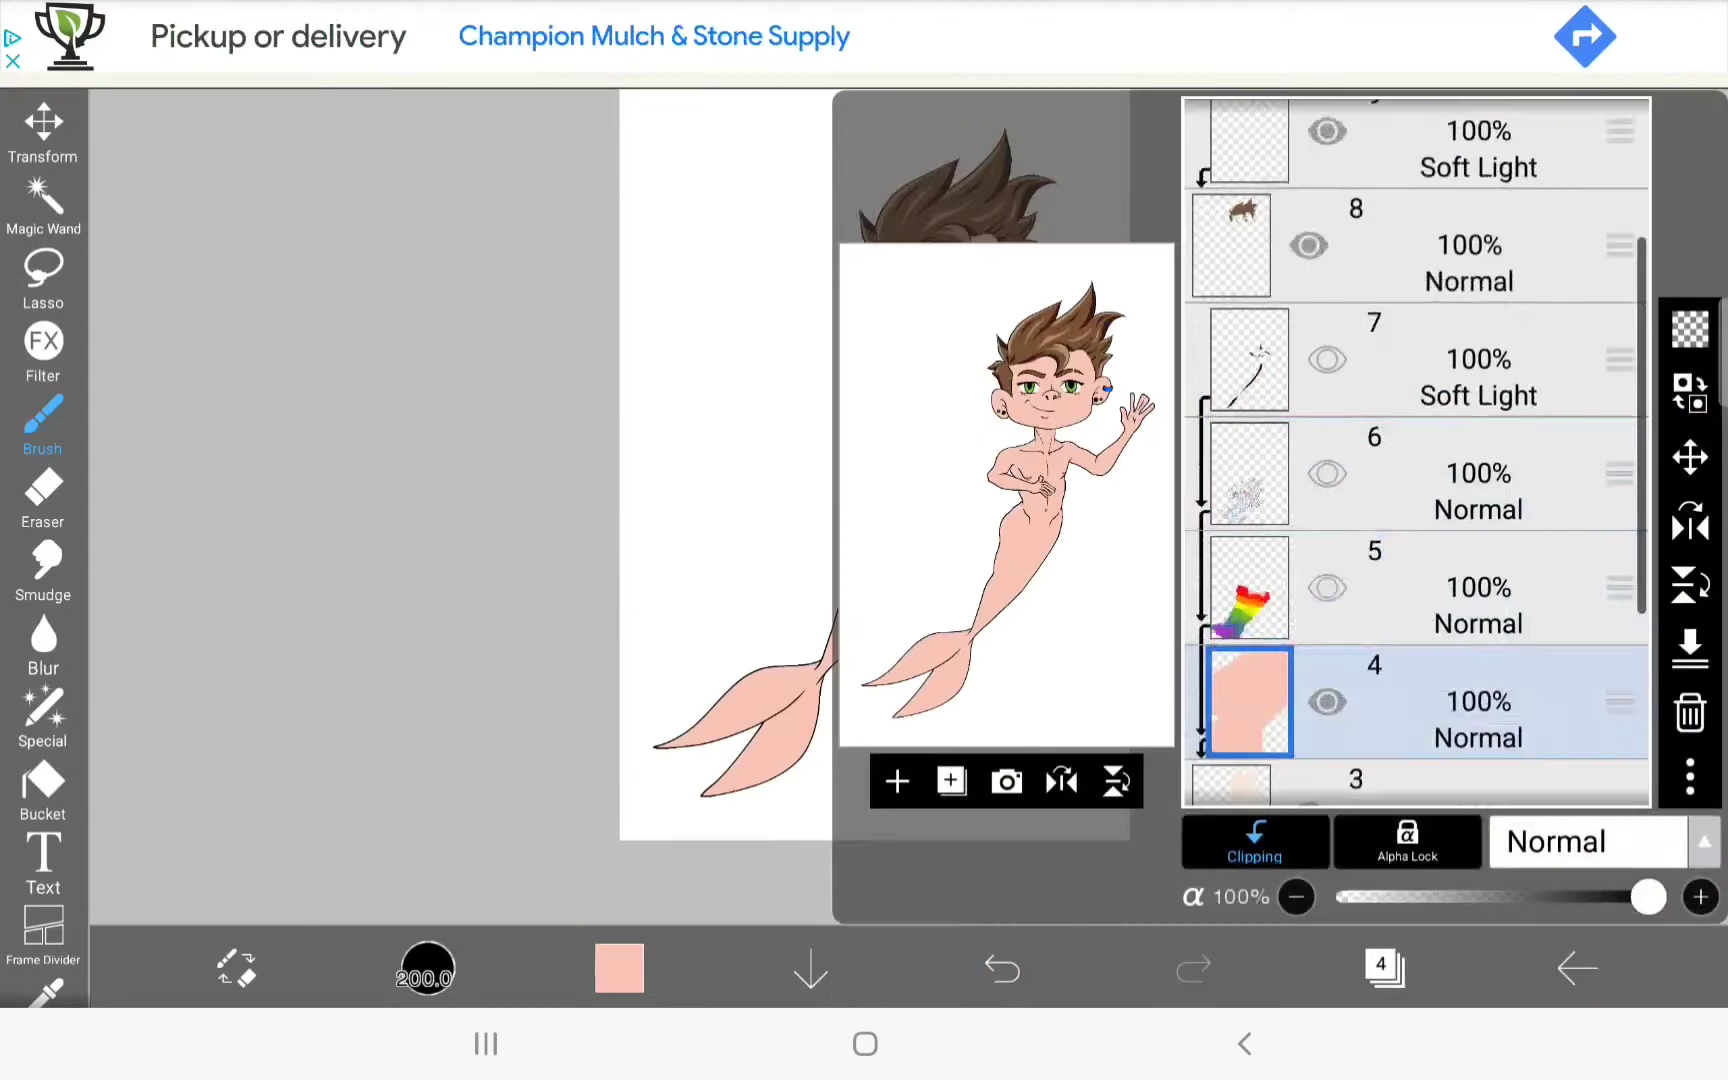 Pickup or delivery
Champion Mulch & Stone Supply
Transform
Magic Wand
Lasso
FX
Filter
Brush
Eraser
Smudge
Blur
Special
Bucket
T
Text
Frame Divider
100%
Soft Light
8
100%
Normal
7
100%
Soft Light
6
100%
Normal
5
100%
Normal
4
100%
Normal
3
Clipping
α
Alpha Lock
Normal
α 100%
200.0
4